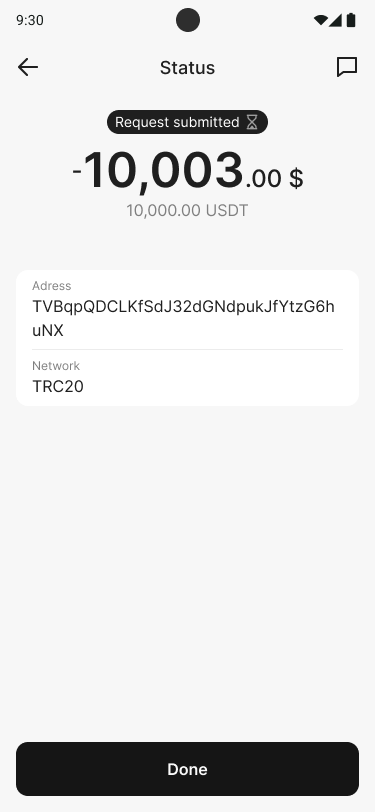 9:30
Status
Request submitted
-10,003.00 $
10,000.00 USDT
Adress
TVBqpQDCLKfSdJ32dGNdpukJfYtzG6h
uNX
Network
TRC20
Done